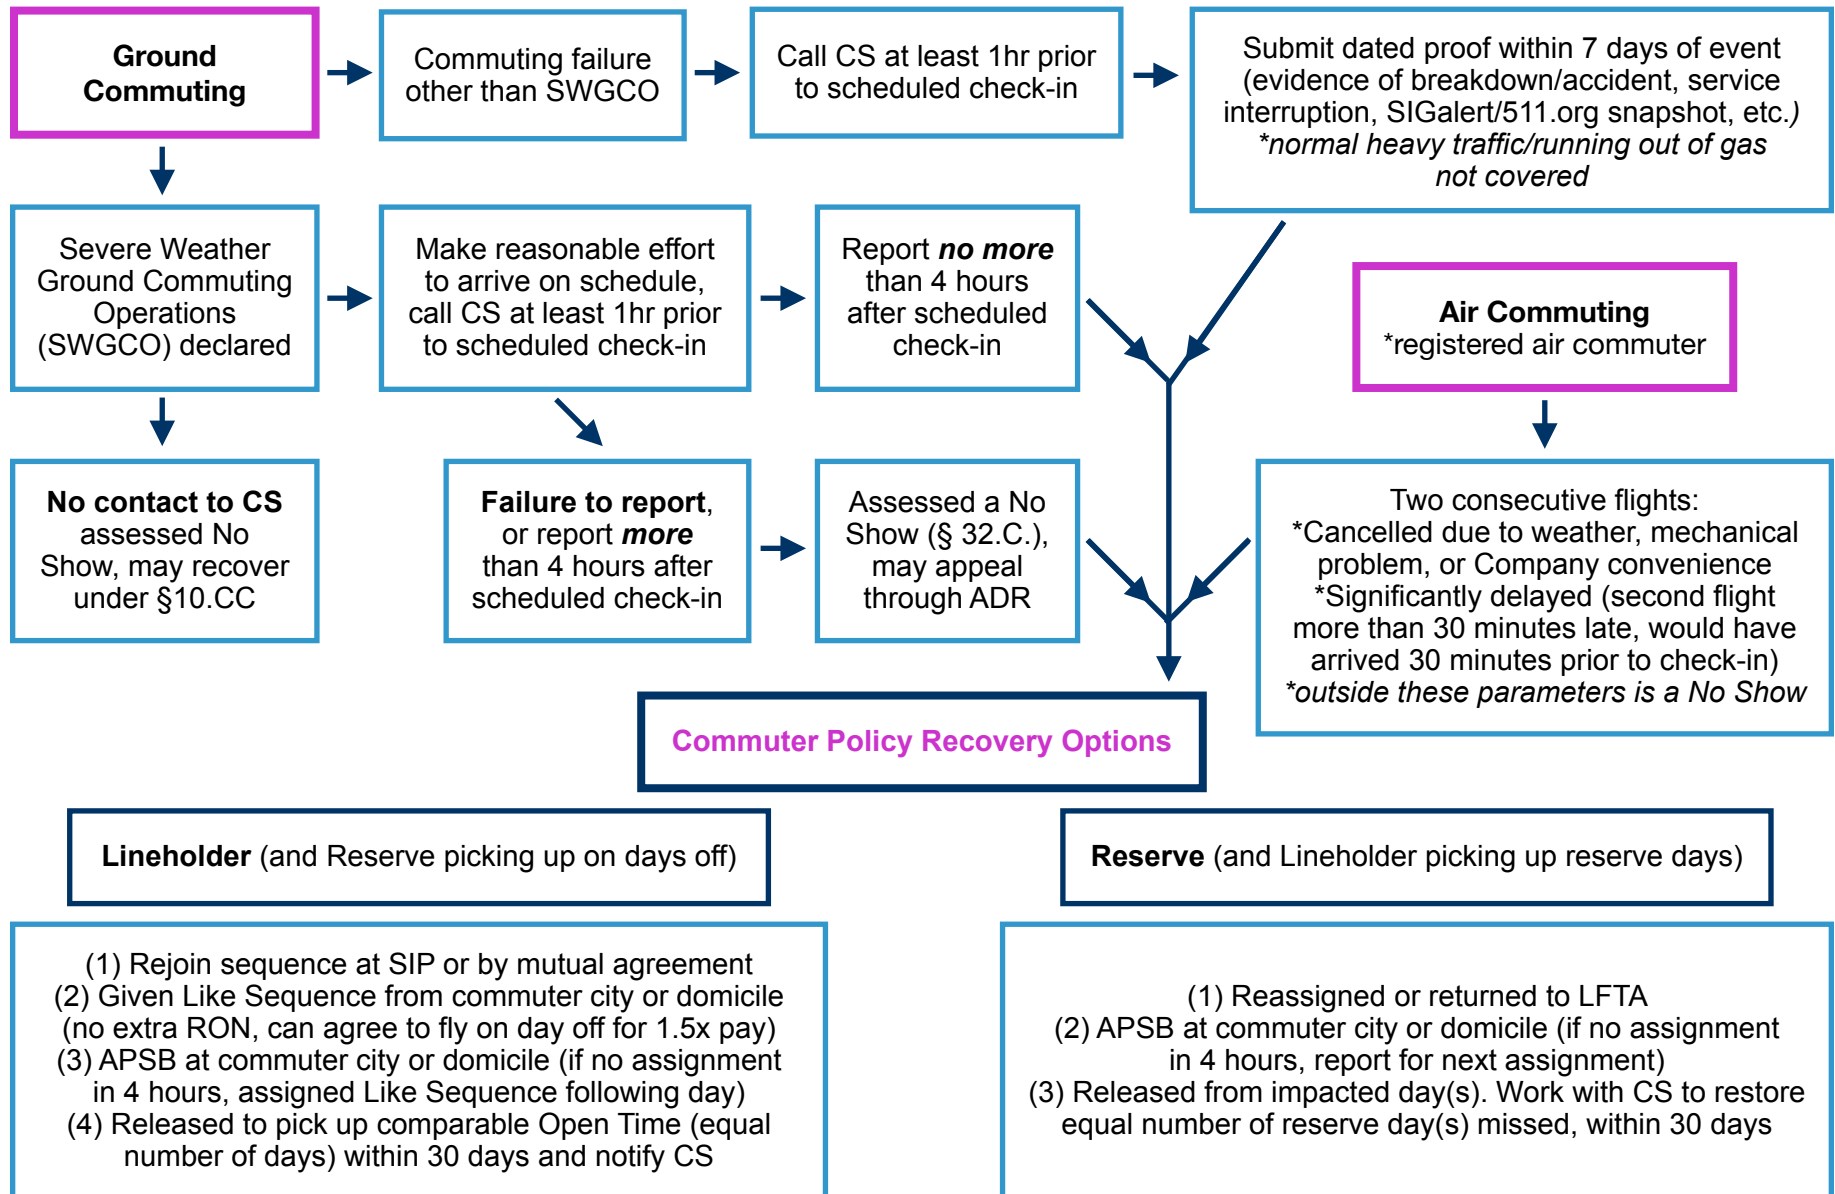 Ground
Commuting
Commuting failure
other than SWGCO
Call CS at least 1hr prior
to scheduled check-in
Submit dated proof within 7 days of event
(evidence of breakdown/accident, service
interruption, SIGalert/511.org snapshot, etc.)
*normal heavy traffic/running out of gas
not covered
Severe Weather
Ground Commuting
Operations
(SWGCO) declared
Make reasonable effort
to arrive on schedule,
call CS at least 1hr prior
to scheduled check-in
Report no more
than 4 hours
after scheduled
check-in
Air Commuting
*registered air commuter
No contact to CS
assessed No
Show, may recover
under §10.CC
Failure to report,
or report more
than 4 hours after
scheduled check-in
Assessed a No
Show (§ 32.C.),
may appeal
through ADR
Two consecutive flights:
*Cancelled due to weather, mechanical
problem, or Company convenience
*Significantly delayed (second flight
more than 30 minutes late, would have
arrived 30 minutes prior to check-in)
*outside these parameters is a No Show
Commuter Policy Recovery Options
Lineholder (and Reserve picking up on days off)
Reserve (and Lineholder picking up reserve days)
(1) Rejoin sequence at SIP or by mutual agreement
(2) Given Like Sequence from commuter city or domicile
(no extra RON, can agree to fly on day off for 1.5x pay)
(3) APSB at commuter city or domicile (if no assignment
in 4 hours, assigned Like Sequence following day)
(4) Released to pick up comparable Open Time (equal
number of days) within 30 days and notify CS
(1) Reassigned or returned to LFTA
(2) APSB at commuter city or domicile (if no assignment
in 4 hours, report for next assignment)
(3) Released from impacted day(s). Work with CS to restore
equal number of reserve day(s) missed, within 30 days